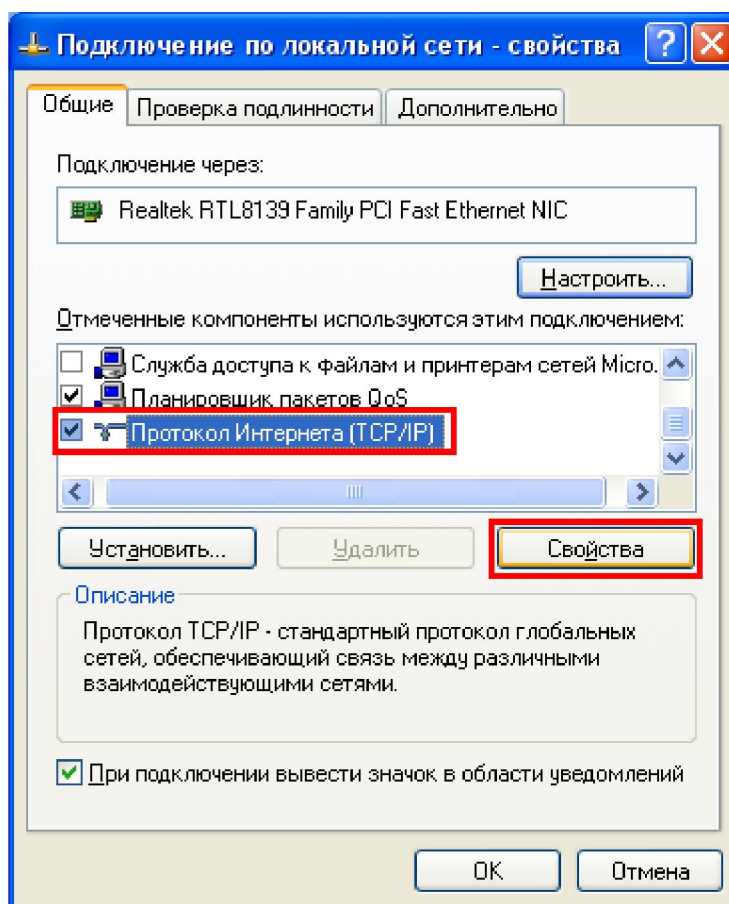 Подключение по локальной сети - свойства
Общие
Проверка подлинности
Дополнительно
Подключение через:
Realtek RTL8139 Family PCI Fast Ethernet NIC
Настроить...
Отмеченные компоненты используются этим подключением:
Служба доступа к файлам и принтерам сетей Micro.
Планировщик пакетов QoS
Протокол Интернета (TCP/IP)
Установить...
Удалить
Свойства
Описание
Протокол TCP/IP - стандартный протокол глобальных
сетей, обеспечивающий связь между различными
взаимодействующими сетями.
При подключении вывести значок в области уведомлений
OK
Отмена